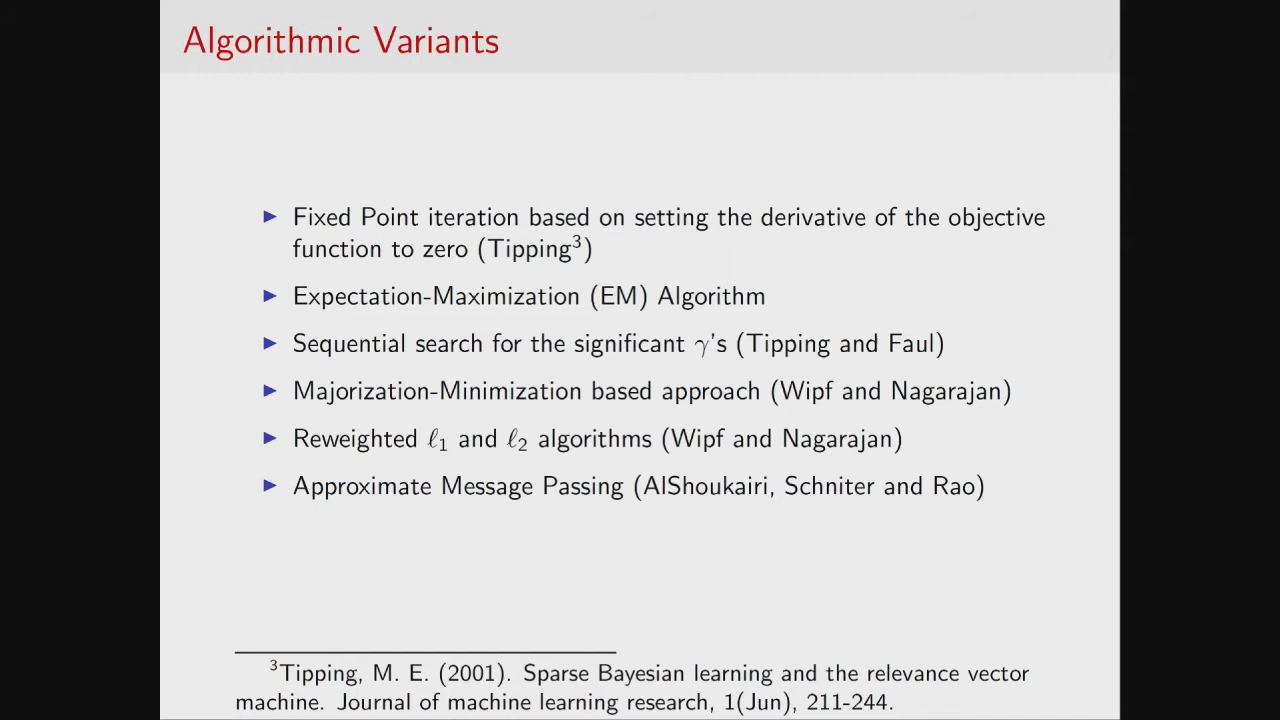 Algorithmic Variants
▶ Fixed Point iteration based on setting the derivative of the objective
function to zero (Tipping³)
▶ Expectation-Maximization (EM) Algorithm
▶ Sequential search for the significant γ's (Tipping and Faul)
▶ Majorization-Minimization based approach (Wipf and Nagarajan)
▶ Reweighted ℓ₁ and ℓ₂ algorithms (Wipf and Nagarajan)
▶ Approximate Message Passing (AlShoukairi, Schniter and Rao)
³Tipping, M. E. (2001). Sparse Bayesian learning and the relevance vector
machine. Journal of machine learning research, 1(Jun), 211-244.